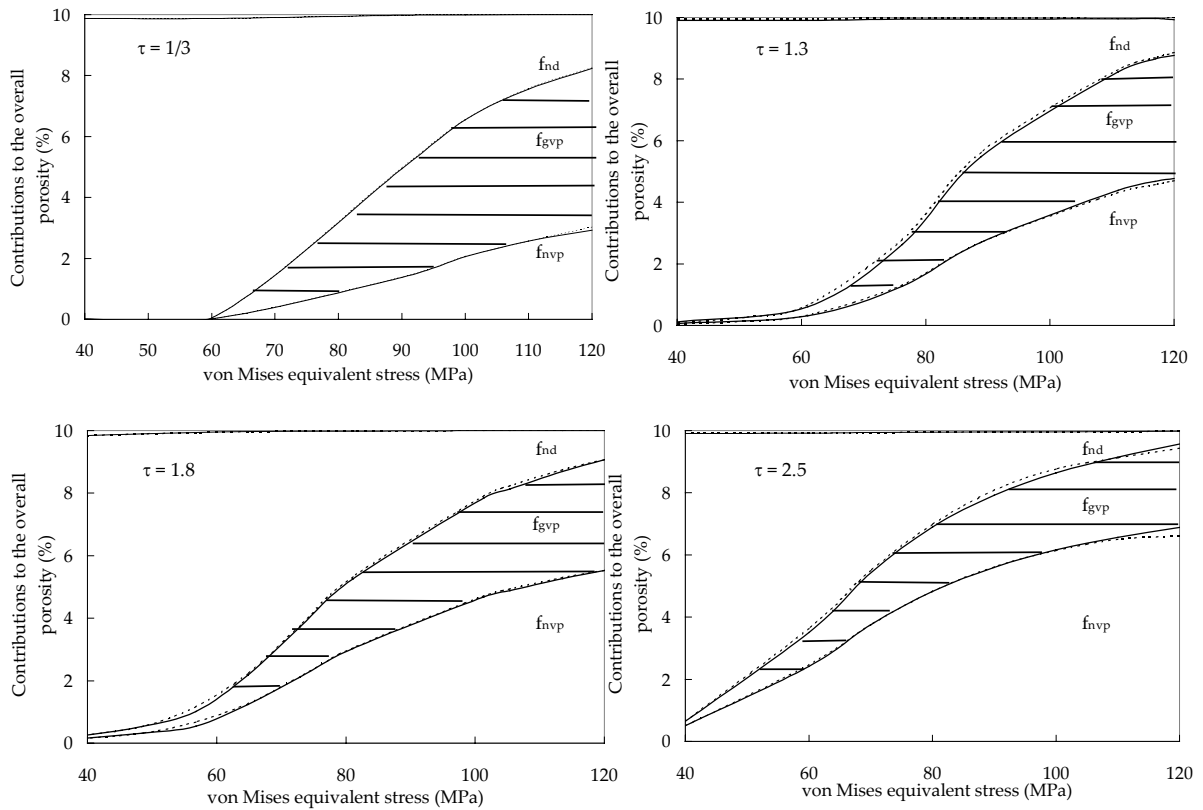 Contributions to the overall
porosity (%)
10
8
6
4
2
0
τ = 1/3
fnd
fgvp
fnvp
40 50 60 70 80 90 100 110 120
von Mises equivalent stress (MPa)
Contributions to the overall
porosity (%)
10
8
6
4
2
0
τ = 1.3
fnd
fgvp
fnvp
40 60 80 100 120
von Mises equivalent stress (MPa)
Contributions to the overall
porosity (%)
10
8
6
4
2
0
τ = 1.8
fnd
fgvp
fnvp
40 60 80 100 120
von Mises equivalent stress (MPa)
Contributions to the overall
porosity (%)
10
8
6
4
2
0
τ = 2.5
fnd
fgvp
fnvp
40 60 80 100 120
von Mises equivalent stress (MPa)